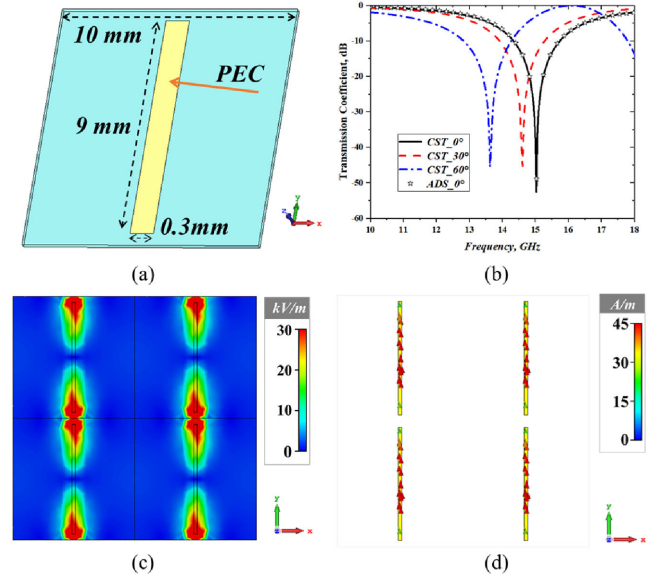 10 mm
PEC
9 mm
0.3mm
z
y
x
(a)
Transmission Coefficient, dB
0
-10
-20
-30
-40
-50
-60
CST_0°
CST_30°
CST_60°
ADS_0°
10 11 12 13 14 15 16 17 18
Frequency, GHz
(b)
kV/m
30
20
10
0
y
x
(c)
A/m
45
30
15
0
y
x
(d)